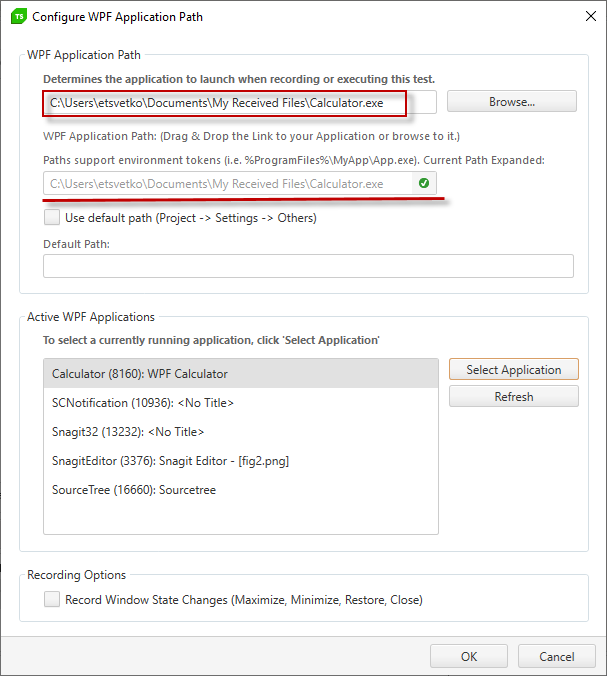 TS Configure WPF Application Path
WPF Application Path
Determines the application to launch when recording or executing this test.
C:\Users\etsvetko\Documents\My Received Files\Calculator.exe
Browse...
WPF Application Path: (Drag & Drop the Link to your Application or browse to it.)
Paths support environment tokens (i.e. %ProgramFiles%\MyApp\App.exe). Current Path Expanded:
C:\Users\etsvetko\Documents\My Received Files\Calculator.exe
Use default path (Project -> Settings -> Others)
Default Path:
Active WPF Applications
To select a currently running application, click 'Select Application'
Calculator (8160): WPF Calculator
Select Application
SCNotification (10936): <No Title>
Refresh
Snagit32 (13232): <No Title>
SnagitEditor (3376): Snagit Editor - [fig2.png]
SourceTree (16660): Sourcetree
Recording Options
Record Window State Changes (Maximize, Minimize, Restore, Close)
OK
Cancel